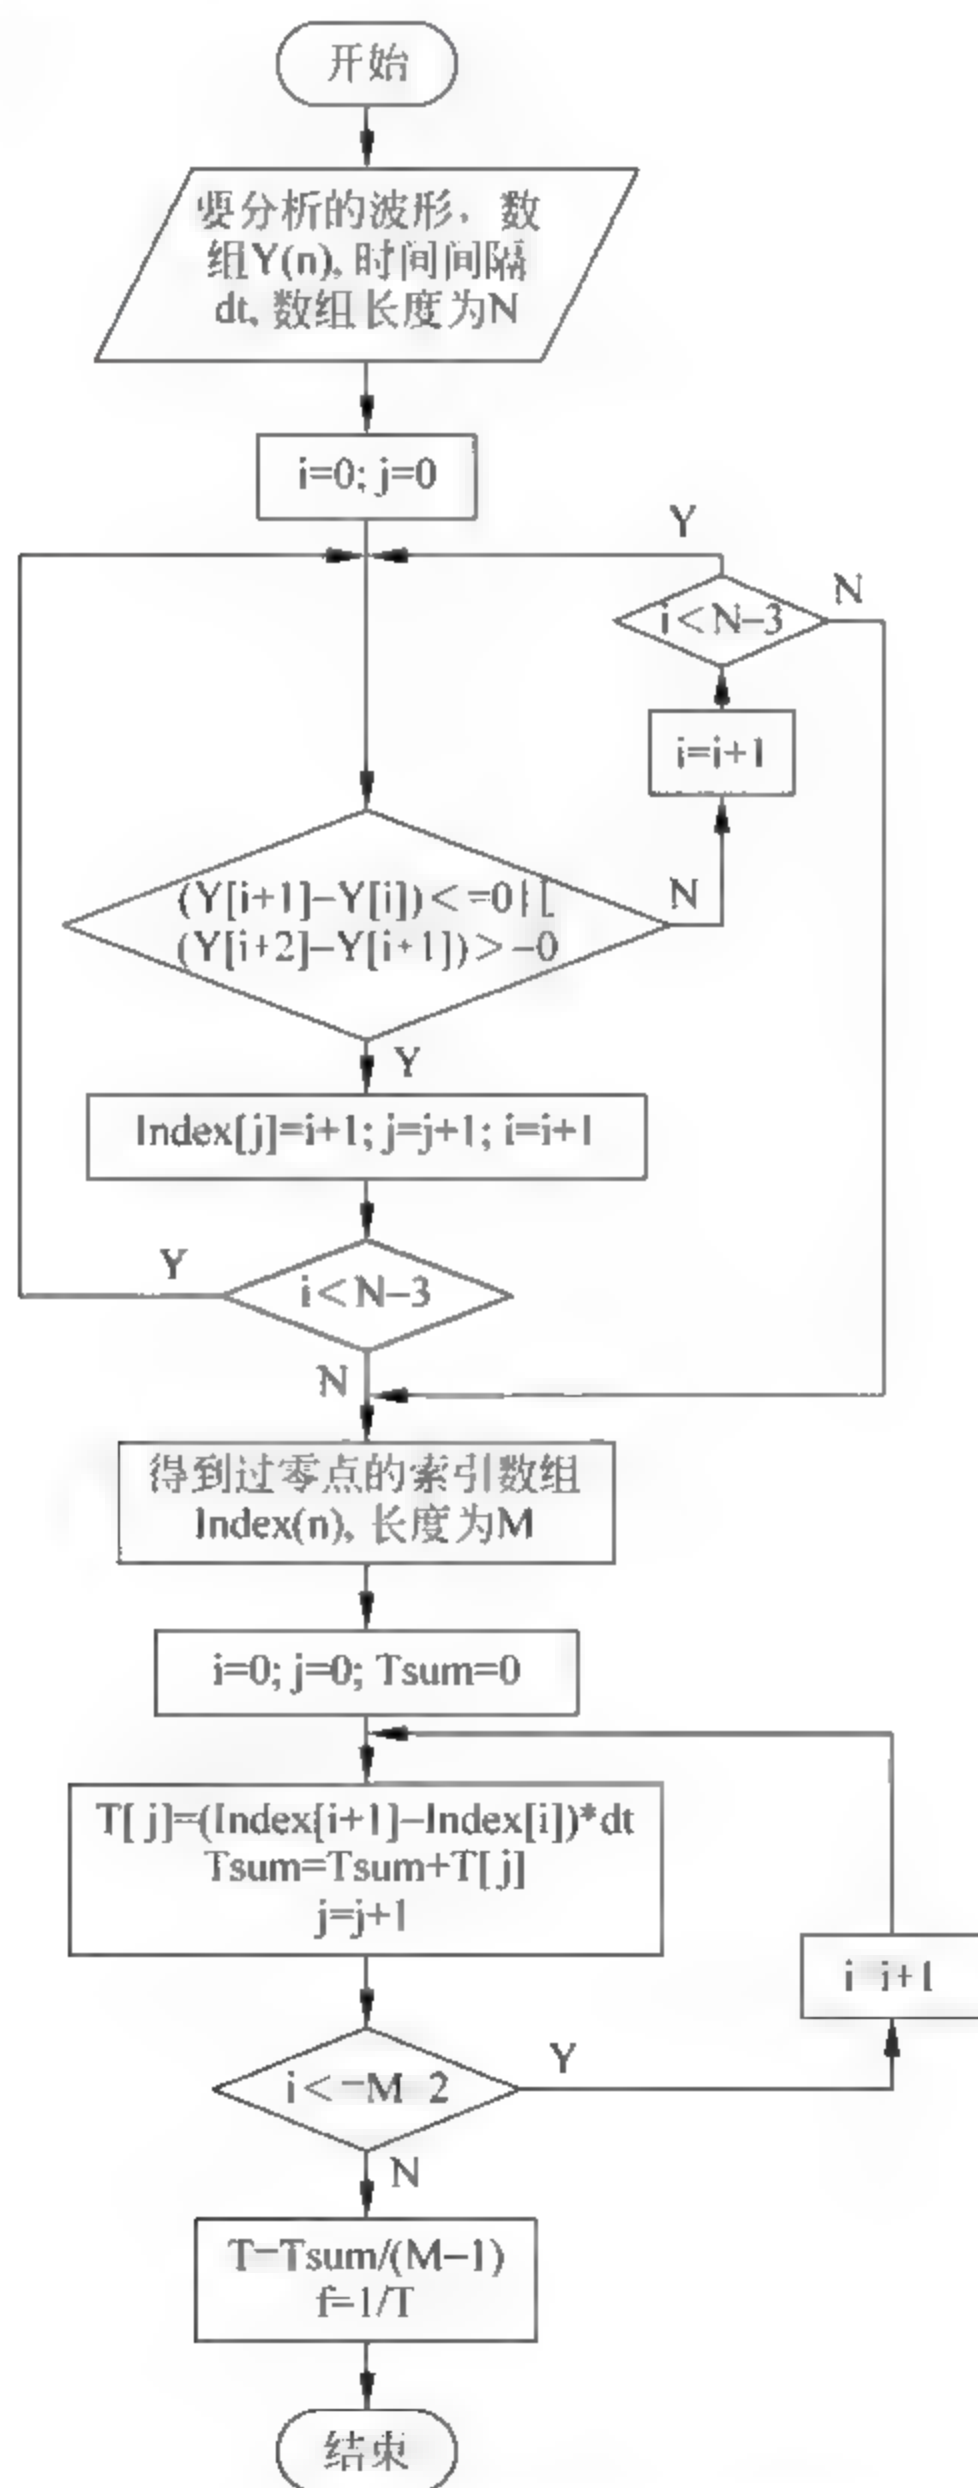 开始
要分析的波形，数
组Y(n), 时间间隔
dt, 数组长度为N
i=0; j=0
Y
N
i<N-3
i=i+1
(Y[i+1]-Y[i])<=0||
(Y[i+2]-Y[i+1])>=0
N
Y
Index[j]=i+1; j=j+1; i=i+1
Y
i<N-3
N
得到过零点的索引数组
Index(n), 长度为M
i=0; j=0; Tsum=0
T[j]=(Index[i+1]-Index[i])*dt
Tsum=Tsum+T[j]
j=j+1
i=i+1
Y
i<=M-2
N
T=Tsum/(M-1)
f=1/T
结束